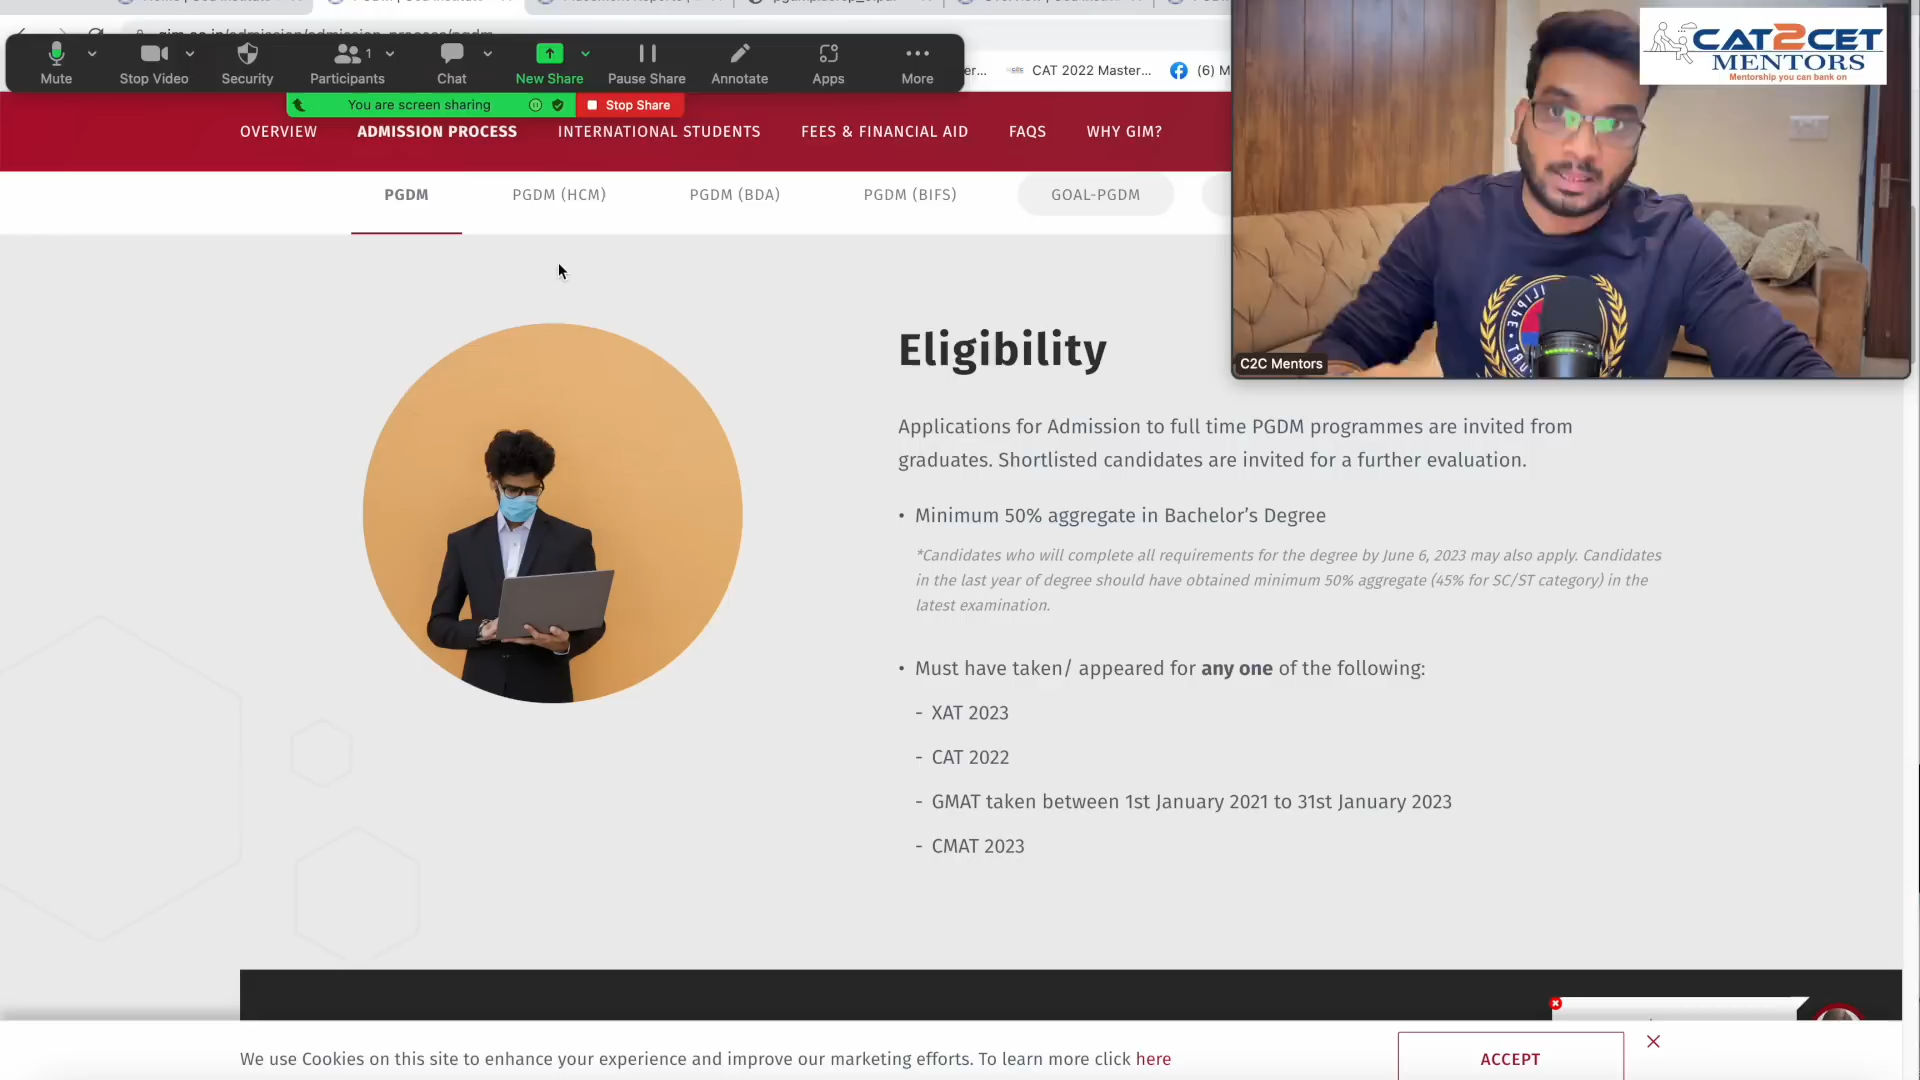 Mute
Stop Video
Security
Participants
1
Chat
New Share
Pause Share
Annotate
Apps
More
CAT 2022 Master...
(6) M
You are screen sharing
Stop Share
CAT2CET
MENTORS
Mentorship you can bank on
OVERVIEW
ADMISSION PROCESS
INTERNATIONAL STUDENTS
FEES & FINANCIAL AID
FAQS
WHY GIM?
PGDM
PGDM (HCM)
PGDM (BDA)
PGDM (BIFS)
GOAL-PGDM
C2C Mentors
Eligibility
Applications for Admission to full time PGDM programmes are invited from
graduates. Shortlisted candidates are invited for a further evaluation.
• Minimum 50% aggregate in Bachelor’s Degree
*Candidates who will complete all requirements for the degree by June 6, 2023 may also apply. Candidates
in the last year of degree should have obtained minimum 50% aggregate (45% for SC/ST category) in the
latest examination.
• Must have taken/ appeared for any one of the following:
- XAT 2023
- CAT 2022
- GMAT taken between 1st January 2021 to 31st January 2023
- CMAT 2023
We use Cookies on this site to enhance your experience and improve our marketing efforts. To learn more click here
ACCEPT